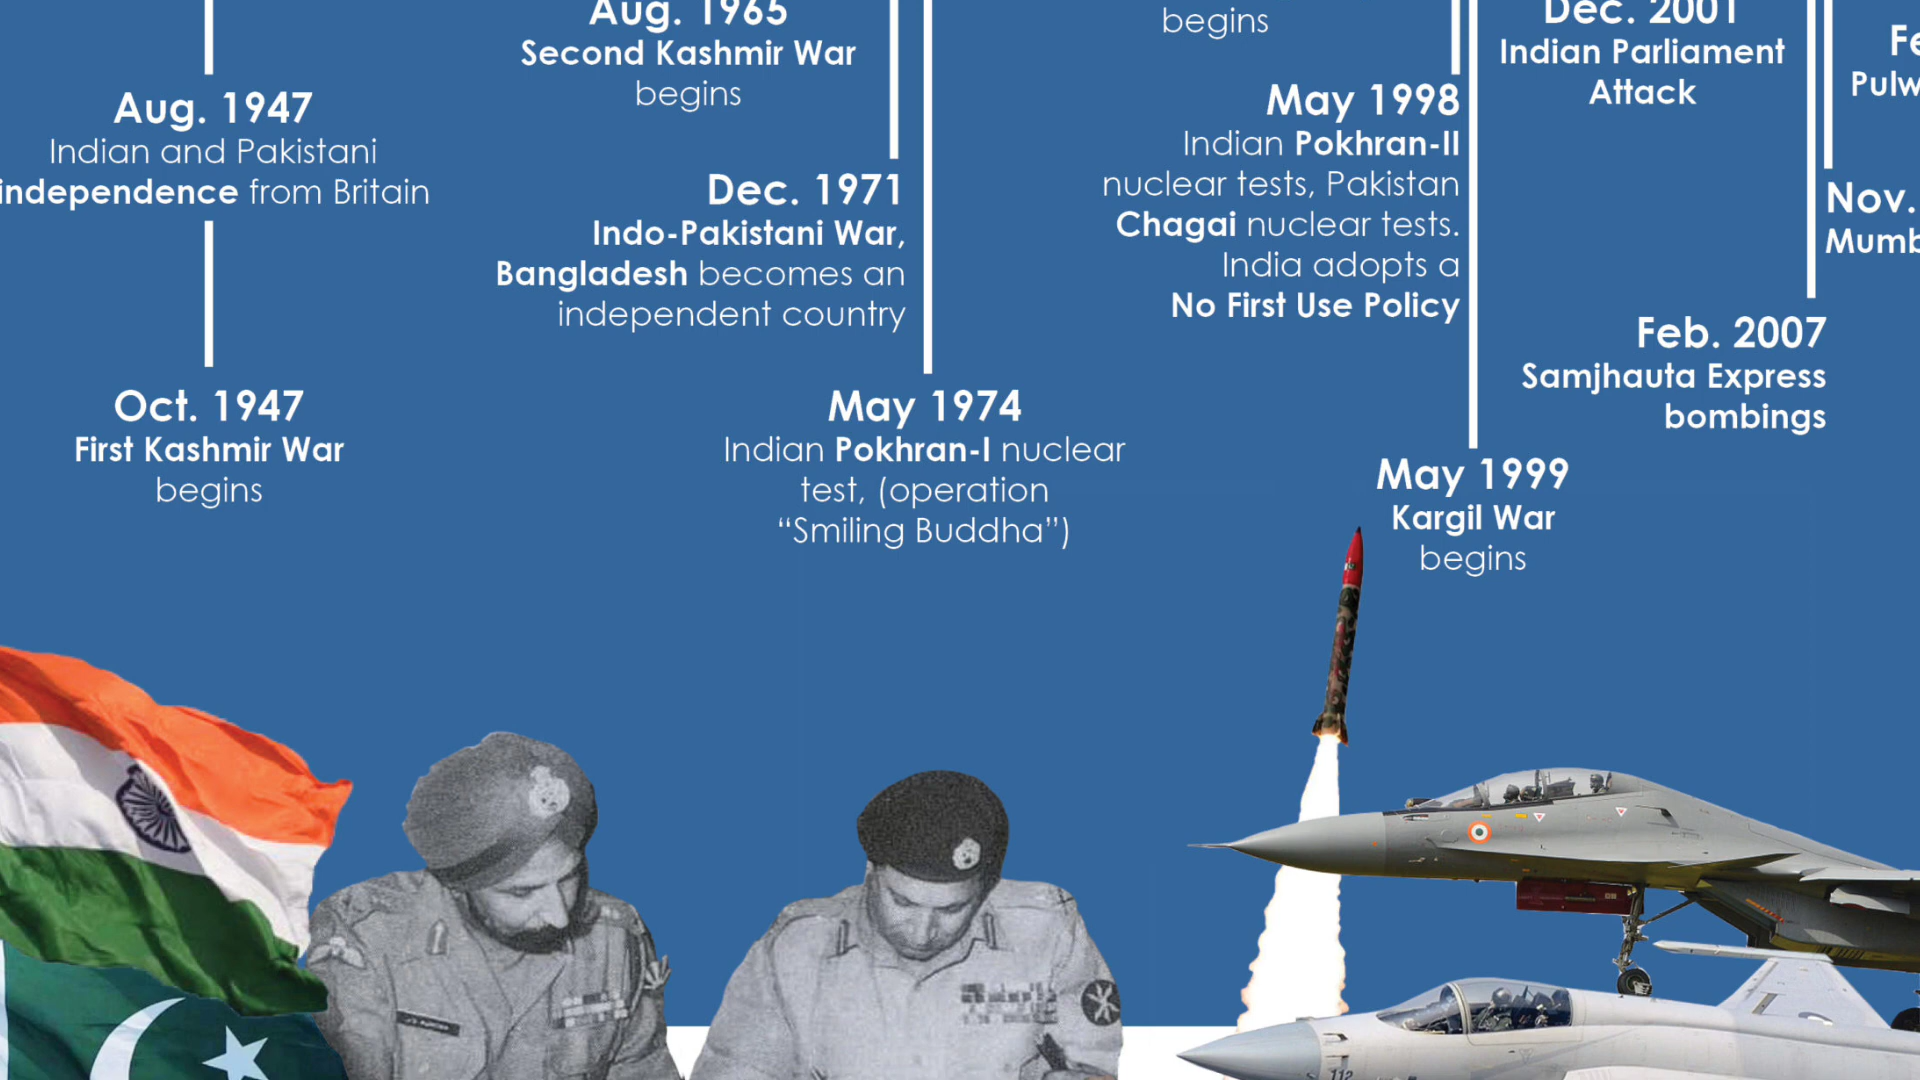 Aug. 1947
Indian and Pakistani
independence from Britain
Oct. 1947
First Kashmir War
begins
Aug. 1965
Second Kashmir War
begins
Dec. 1971
Indo-Pakistani War,
Bangladesh becomes an
independent country
May 1974
Indian Pokhran-I nuclear
test, (operation
“Smiling Buddha”)
begins
May 1998
Indian Pokhran-II
nuclear tests, Pakistan
Chagai nuclear tests.
India adopts a
No First Use Policy
May 1999
Kargil War
begins
Dec. 2001
Indian Parliament
Attack
Feb. 2007
Samjhauta Express
bombings
Nov.
112